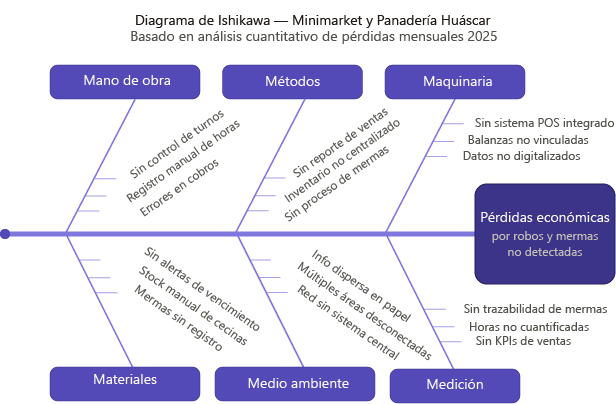 Diagrama de Ishikawa — Minimarket y Panadería Huáscar
Basado en análisis cuantitativo de pérdidas mensuales 2025
Mano de obra
Métodos
Maquinaria
Sin control de turnos
Registro manual de horas
Errores en cobros
Sin reporte de ventas
Inventario no centralizado
Sin proceso de mermas
Sin sistema POS integrado
Balanzas no vinculadas
Datos no digitalizados
Pérdidas económicas
por robos y mermas
no detectadas
Sin alertas de vencimiento
Stock manual de cecinas
Mermas sin registro
Info dispersa en papel
Múltiples áreas desconectadas
Red sin sistema central
Sin trazabilidad de mermas
Horas no cuantificadas
Sin KPIs de ventas
Materiales
Medio ambiente
Medición